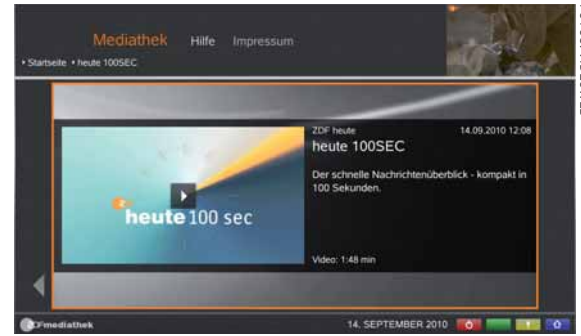 Mediathek Hilfe Impressum
Startseite heute 100SEC
ZDF heute 14.09.2010 12:08
heute 100SEC
Der schnelle Nachrichtenüberblick - kompakt in
100 Sekunden.
heute 100 sec
Video: 1:48 min
ZDFmediathek 14. SEPTEMBER 2010